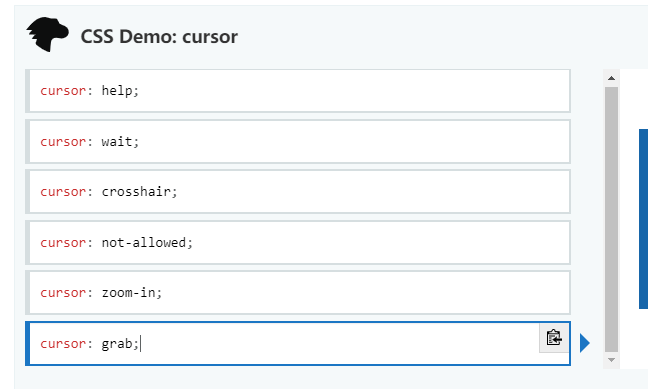 CSS Demo: cursor
cursor: help;
cursor: wait;
cursor: crosshair;
cursor: not-allowed;
cursor: zoom-in;
cursor: grab;